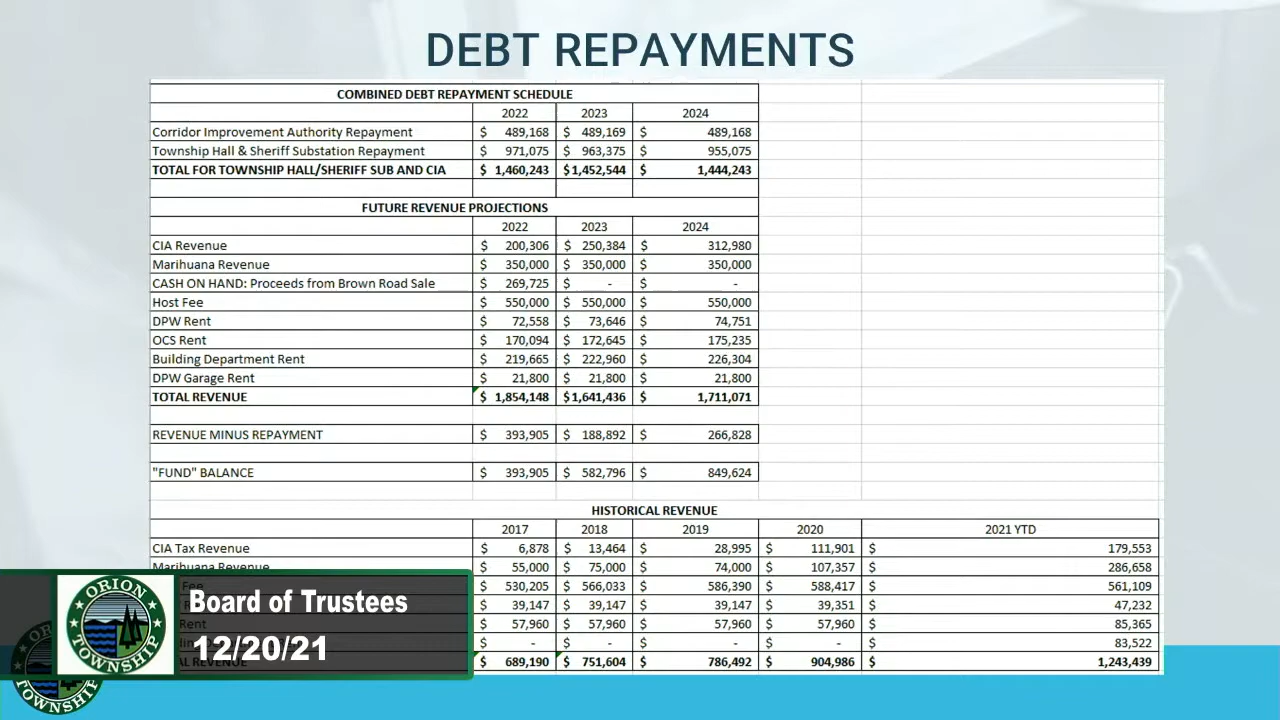 DEBT REPAYMENTS
COMBINED DEBT REPAYMENT SCHEDULE
2022 2023 2024
Corridor Improvement Authority Repayment $ 489,168 $ 489,169 $ 489,168
Township Hall & Sheriff Substation Repayment $ 971,075 $ 963,375 $ 955,075
TOTAL FOR TOWNSHIP HALL/SHERIFF SUB AND CIA $ 1,460,243 $ 1,452,544 $ 1,444,243
FUTURE REVENUE PROJECTIONS
2022 2023 2024
CIA Revenue $ 200,306 $ 250,384 $ 312,980
Marihuana Revenue $ 350,000 $ 350,000 $ 350,000
CASH ON HAND: Proceeds from Brown Road Sale $ 269,725 $ - $ -
Host Fee $ 550,000 $ 550,000 $ 550,000
DPW Rent $ 72,558 $ 73,646 $ 74,751
OCS Rent $ 170,094 $ 172,645 $ 175,235
Building Department Rent $ 219,665 $ 222,960 $ 226,304
DPW Garage Rent $ 21,800 $ 21,800 $ 21,800
TOTAL REVENUE $ 1,854,148 $ 1,641,436 $ 1,711,071
REVENUE MINUS REPAYMENT $ 393,905 $ 188,892 $ 266,828
"FUND" BALANCE $ 393,905 $ 582,796 $ 849,624
HISTORICAL REVENUE
2017 2018 2019 2020 2021 YTD
CIA Tax Revenue $ 6,878 $ 13,464 $ 28,995 $ 111,901 $ 179,553
Marihuana Revenue $ 55,000 $ 75,000 $ 74,000 $ 107,357 $ 286,658
Fee $ 530,205 $ 566,033 $ 586,390 $ 588,417 $ 561,109
$ 39,147 $ 39,147 $ 39,147 $ 39,351 $ 47,232
Rent $ 57,960 $ 57,960 $ 57,960 $ 57,960 $ 85,365
$ - $ - $ - $ - $ 83,522
REVENUE $ 689,190 $ 751,604 $ 786,492 $ 904,986 $ 1,243,439
ORION
TOWNSHIP
Board of Trustees
12/20/21
TOWNSHIP